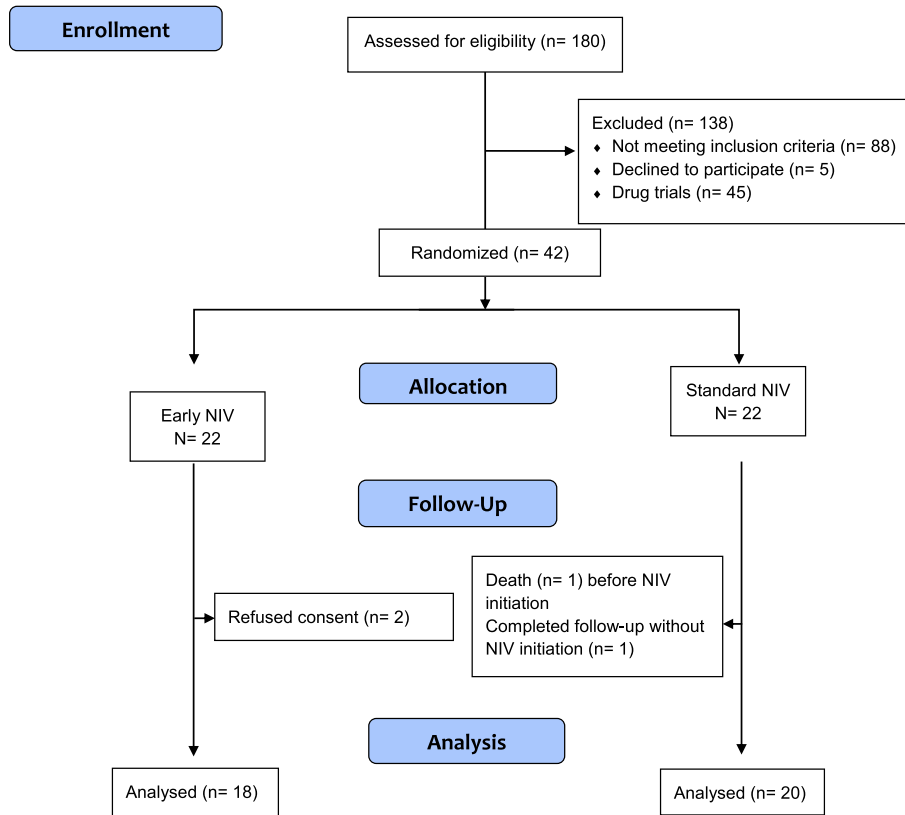 Enrollment
Assessed for eligibility (n= 180)
Excluded (n= 138)
♦ Not meeting inclusion criteria (n= 88)
♦ Declined to participate (n= 5)
♦ Drug trials (n= 45)
Randomized (n= 42)
Allocation
Early NIV
N= 22
Standard NIV
N= 22
Follow-Up
Refused consent (n= 2)
Death (n= 1) before NIV
initiation
Completed follow-up without
NIV initiation (n= 1)
Analysis
Analysed (n= 18)
Analysed (n= 20)